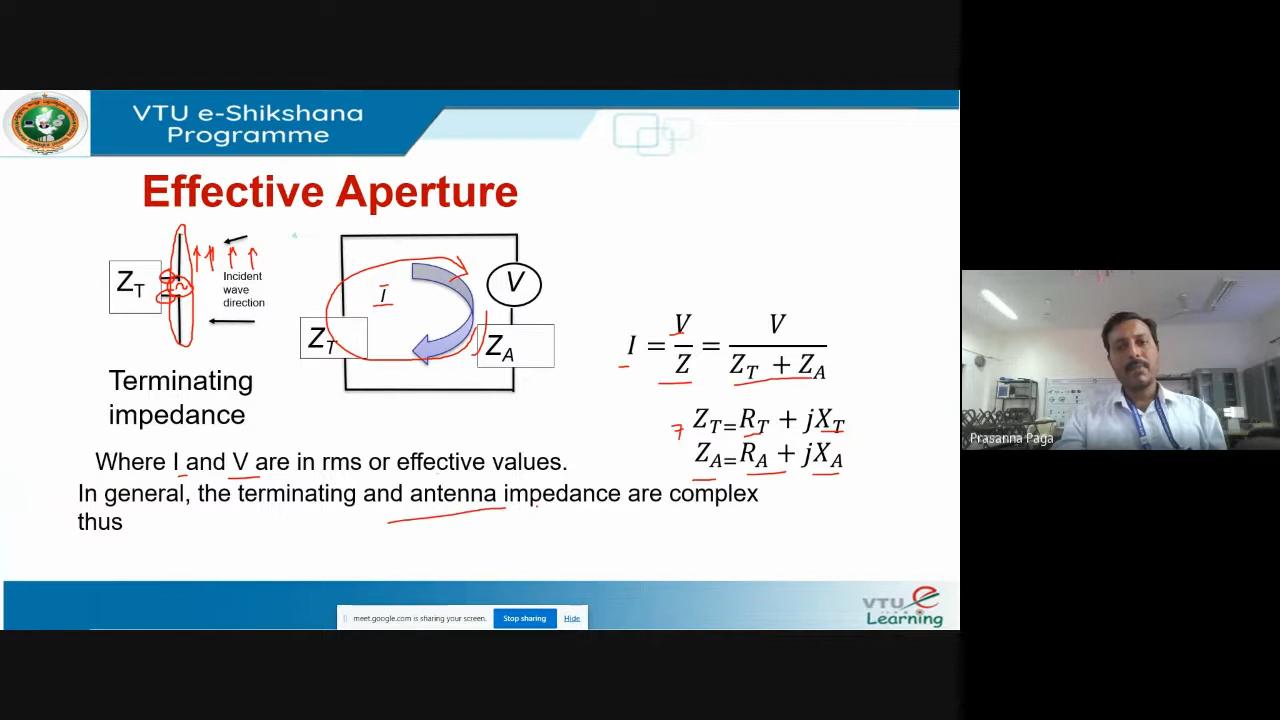 VTU e-Shikshana
Programme
Effective Aperture
Z_T
Incident
wave
direction
I
V
Z_T
Z_A
Terminating
impedance
I = V/Z = V/(Z_T + Z_A)
Z_T= R_T + jX_T
Z_A= R_A + jX_A
Where I and V are in rms or effective values.
In general, the terminating and antenna impedance are complex
thus
Prasanna Paga
VTU e
Learning
meet.google.com is sharing your screen.
Stop sharing
Hide